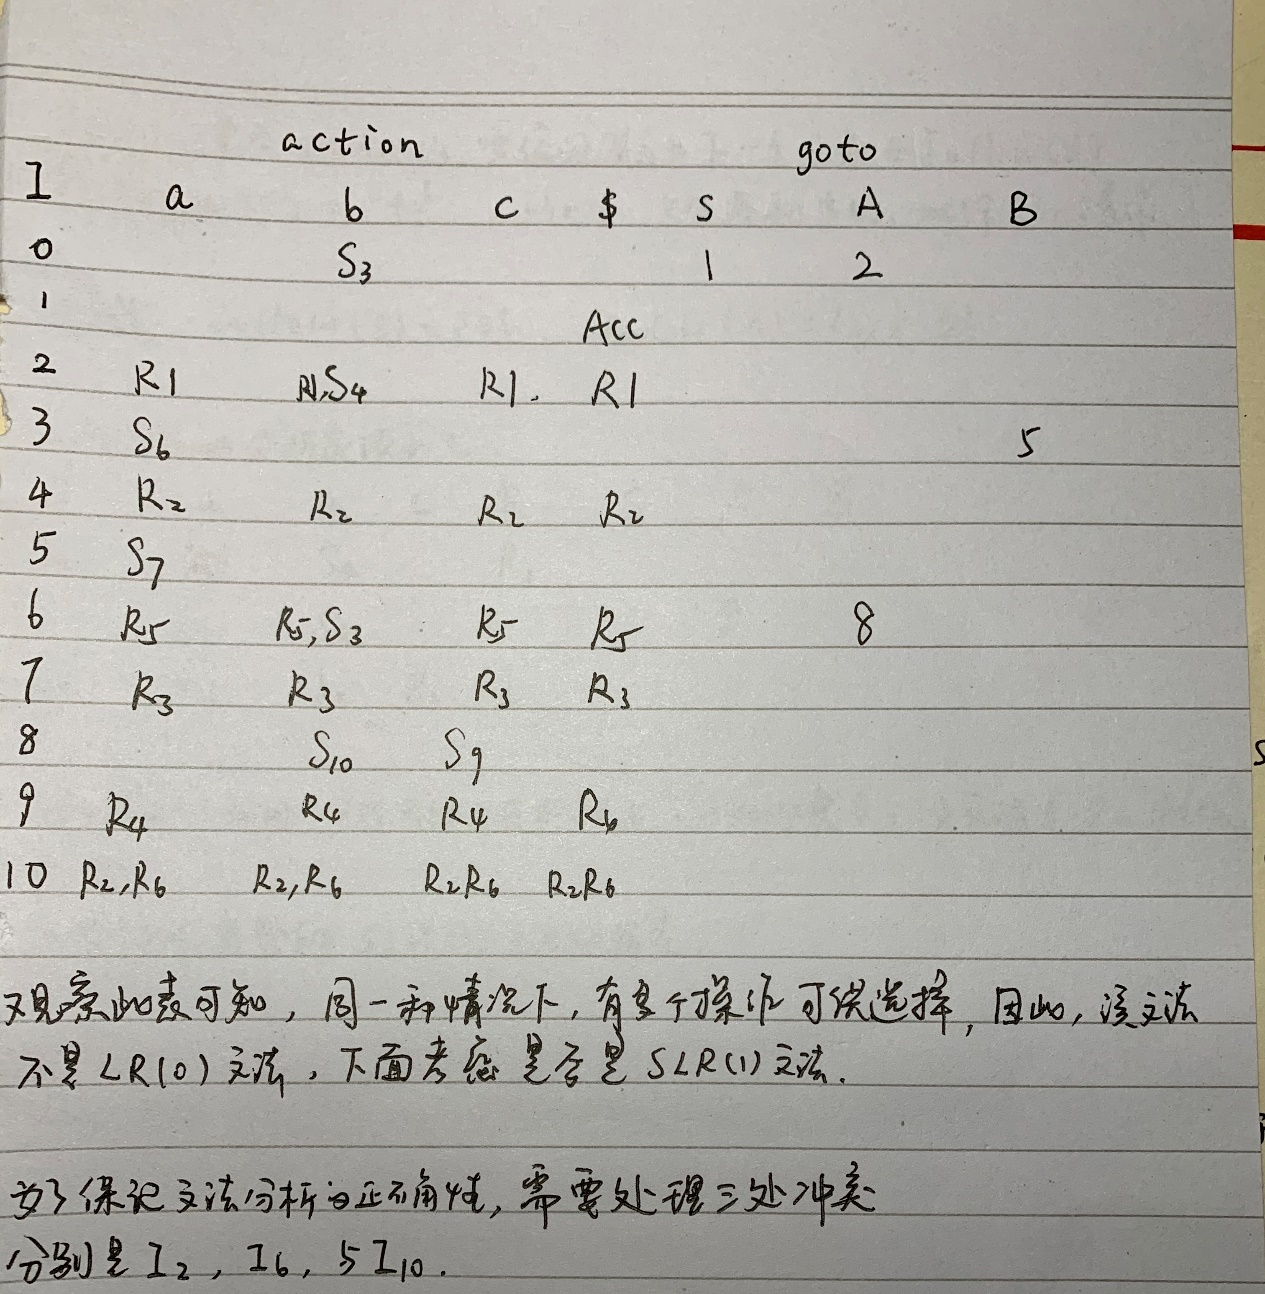 action goto
I a b c $ S A B
0 S3 1 2
1 Acc
2 R1 R1,S4 R1. R1
3 S6 5
4 R2 R2 R2 R2
5 S7
6 R5 R5,S3 R5 R5 8
7 R3 R3 R3 R3
8 S10 S9
9 R4 R4 R4 R6
10 R2,R6 R2,R6 R2R6 R2R6
观察此表可知，同一种情况下，有多个操作可供选择，因此，该文法
不是LR(0)文法，下面考虑是否是SLR(1)文法.
为了保证文法分析的正确性，需要处理三处冲突
分别是I2，I6，与I10.